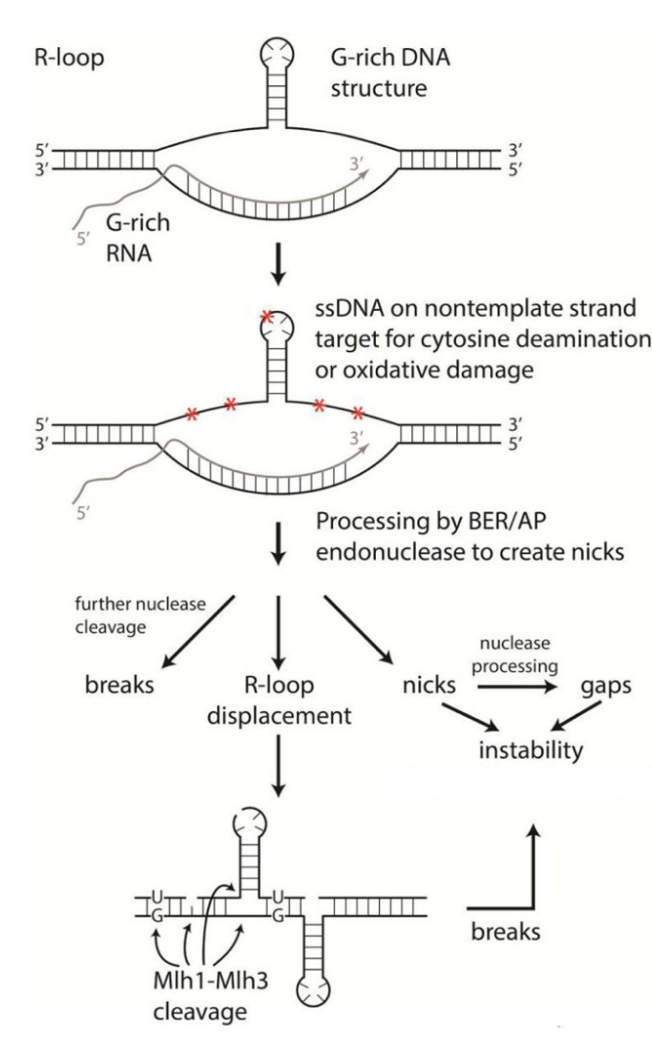 R-loop
G-rich DNA
structure
5′
3′
3′
5′
3′
G-rich
RNA
5′
ssDNA on nontemplate strand
target for cytosine deamination
or oxidative damage
5′
3′
3′
5′
3′
5′
Processing by BER/AP
endonuclease to create nicks
further nuclease
cleavage
nuclease
processing
breaks
R-loop
displacement
nicks
gaps
instability
U
G
U
G
breaks
Mlh1-Mlh3
cleavage